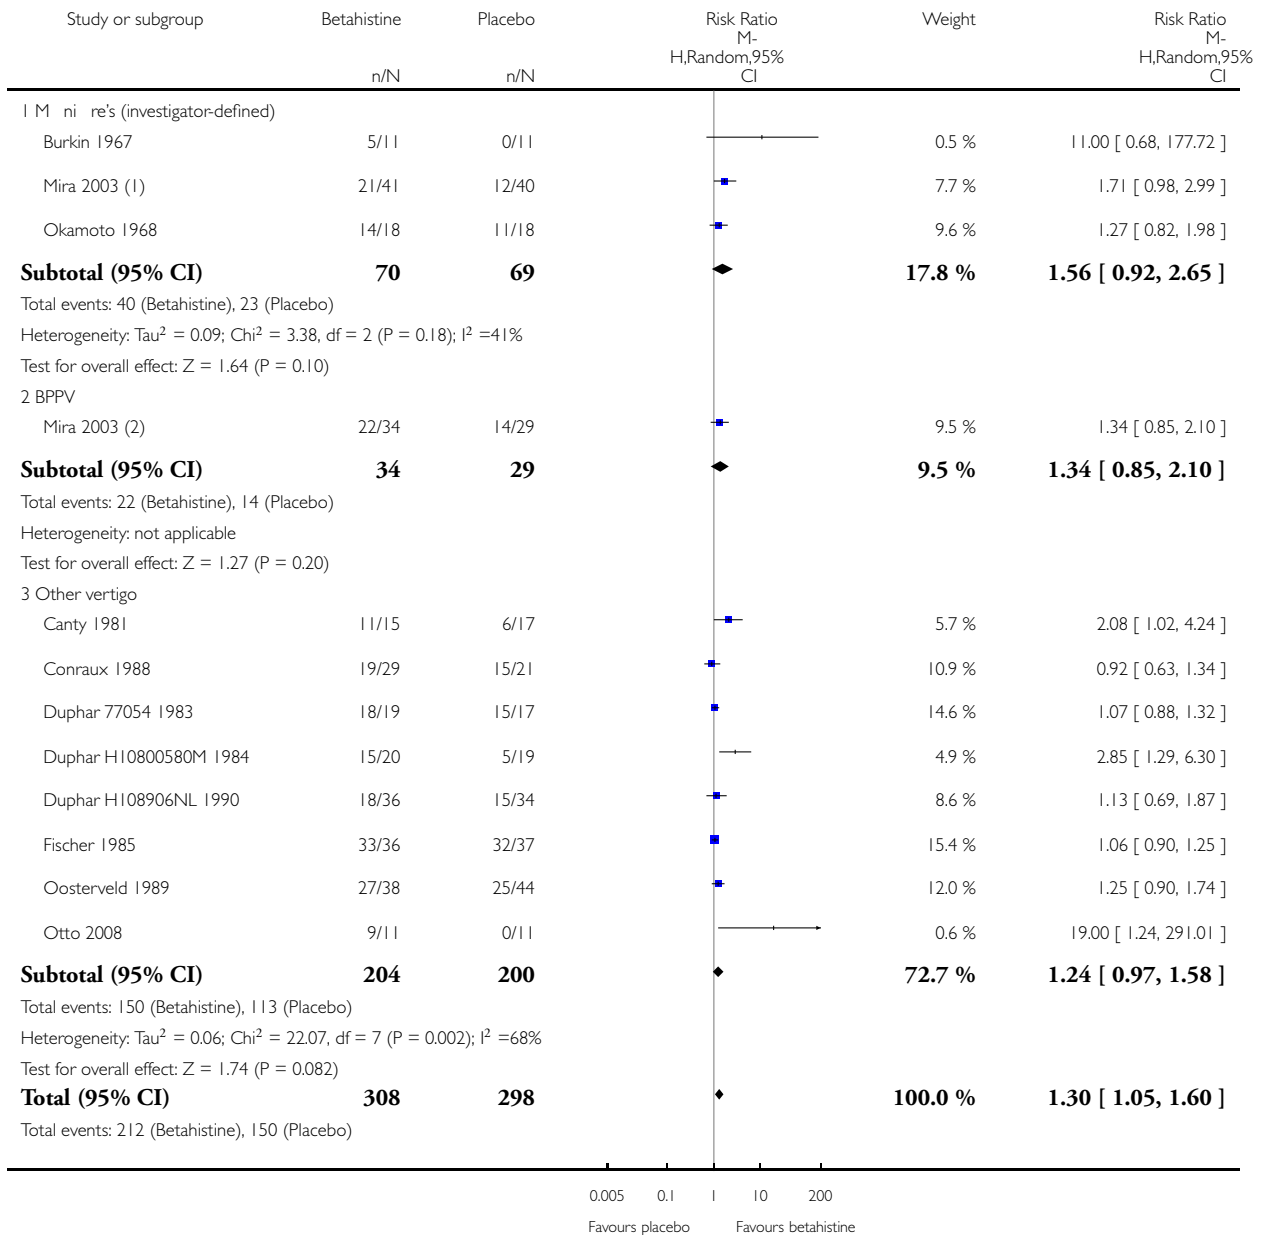 Study or subgroup Betahistine Placebo Risk Ratio Weight Risk Ratio
M- M-
H,Random,95% H,Random,95%
n/N n/N CI CI
1 M ni re's (investigator-defined)
Burkin 1967 5/11 0/11 0.5 % 11.00 [ 0.68, 177.72 ]
Mira 2003 (1) 21/41 12/40 7.7 % 1.71 [ 0.98, 2.99 ]
Okamoto 1968 14/18 11/18 9.6 % 1.27 [ 0.82, 1.98 ]
Subtotal (95% CI) 70 69 17.8 % 1.56 [ 0.92, 2.65 ]
Total events: 40 (Betahistine), 23 (Placebo)
Heterogeneity: Tau² = 0.09; Chi² = 3.38, df = 2 (P = 0.18); I² =41%
Test for overall effect: Z = 1.64 (P = 0.10)
2 BPPV
Mira 2003 (2) 22/34 14/29 9.5 % 1.34 [ 0.85, 2.10 ]
Subtotal (95% CI) 34 29 9.5 % 1.34 [ 0.85, 2.10 ]
Total events: 22 (Betahistine), 14 (Placebo)
Heterogeneity: not applicable
Test for overall effect: Z = 1.27 (P = 0.20)
3 Other vertigo
Canty 1981 11/15 6/17 5.7 % 2.08 [ 1.02, 4.24 ]
Conraux 1988 19/29 15/21 10.9 % 0.92 [ 0.63, 1.34 ]
Duphar 77054 1983 18/19 15/17 14.6 % 1.07 [ 0.88, 1.32 ]
Duphar H10800580M 1984 15/20 5/19 4.9 % 2.85 [ 1.29, 6.30 ]
Duphar H108906NL 1990 18/36 15/34 8.6 % 1.13 [ 0.69, 1.87 ]
Fischer 1985 33/36 32/37 15.4 % 1.06 [ 0.90, 1.25 ]
Oosterveld 1989 27/38 25/44 12.0 % 1.25 [ 0.90, 1.74 ]
Otto 2008 9/11 0/11 0.6 % 19.00 [ 1.24, 291.01 ]
Subtotal (95% CI) 204 200 72.7 % 1.24 [ 0.97, 1.58 ]
Total events: 150 (Betahistine), 113 (Placebo)
Heterogeneity: Tau² = 0.06; Chi² = 22.07, df = 7 (P = 0.002); I² =68%
Test for overall effect: Z = 1.74 (P = 0.082)
Total (95% CI) 308 298 100.0 % 1.30 [ 1.05, 1.60 ]
Total events: 212 (Betahistine), 150 (Placebo)
0.005 0.1 1 10 200
Favours placebo Favours betahistine